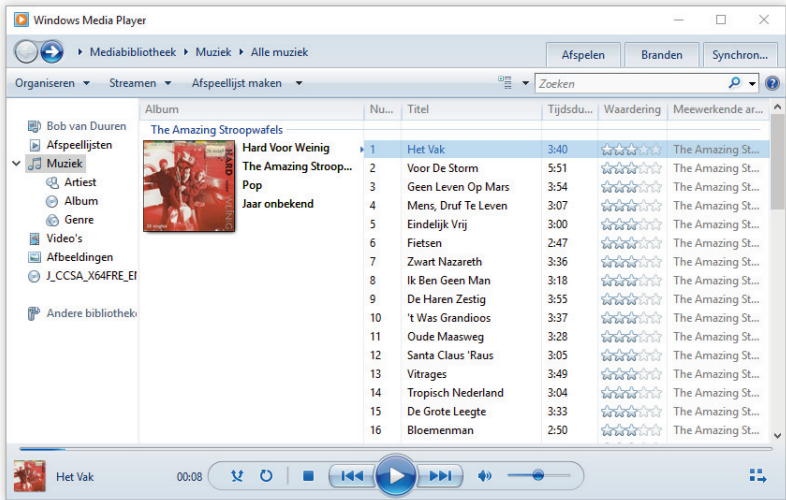 Windows Media Player
Mediabibliotheek Muziek Alle muziek
Afspelen Branden Synchron...
Organiseren Streamen Afspeellijst maken
Zoeken
Bob van Duuren
Afspeellijsten
Muziek
Artiest
Album
Genre
Video's
Afbeeldingen
J_CCSA_X64FRE_E
Andere bibliothek
Album Nu... Titel Tijdsdu... Waardering Meewerkende ar...
The Amazing Stroopwafels
Hard Voor Weinig
The Amazing Stroop...
Pop
Jaar onbekend
1 Het Vak 3:40 The Amazing St...
2 Voor De Storm 5:51 The Amazing St...
3 Geen Leven Op Mars 3:54 The Amazing St...
4 Mens, Druf Te Leven 3:07 The Amazing St...
5 Eindelijk Vrij 3:00 The Amazing St...
6 Fietsen 2:47 The Amazing St...
7 Zwart Nazareth 3:36 The Amazing St...
8 Ik Ben Geen Man 3:18 The Amazing St...
9 De Haren Zestig 3:55 The Amazing St...
10 't Was Grandioos 3:37 The Amazing St...
11 Oude Maasweg 3:28 The Amazing St...
12 Santa Claus 'Raus 3:05 The Amazing St...
13 Vitrages 3:49 The Amazing St...
14 Tropisch Nederland 3:04 The Amazing St...
15 De Grote Leegte 3:33 The Amazing St...
16 Bloemenman 2:50 The Amazing St...
HARD WEINIG
Het Vak 00:08